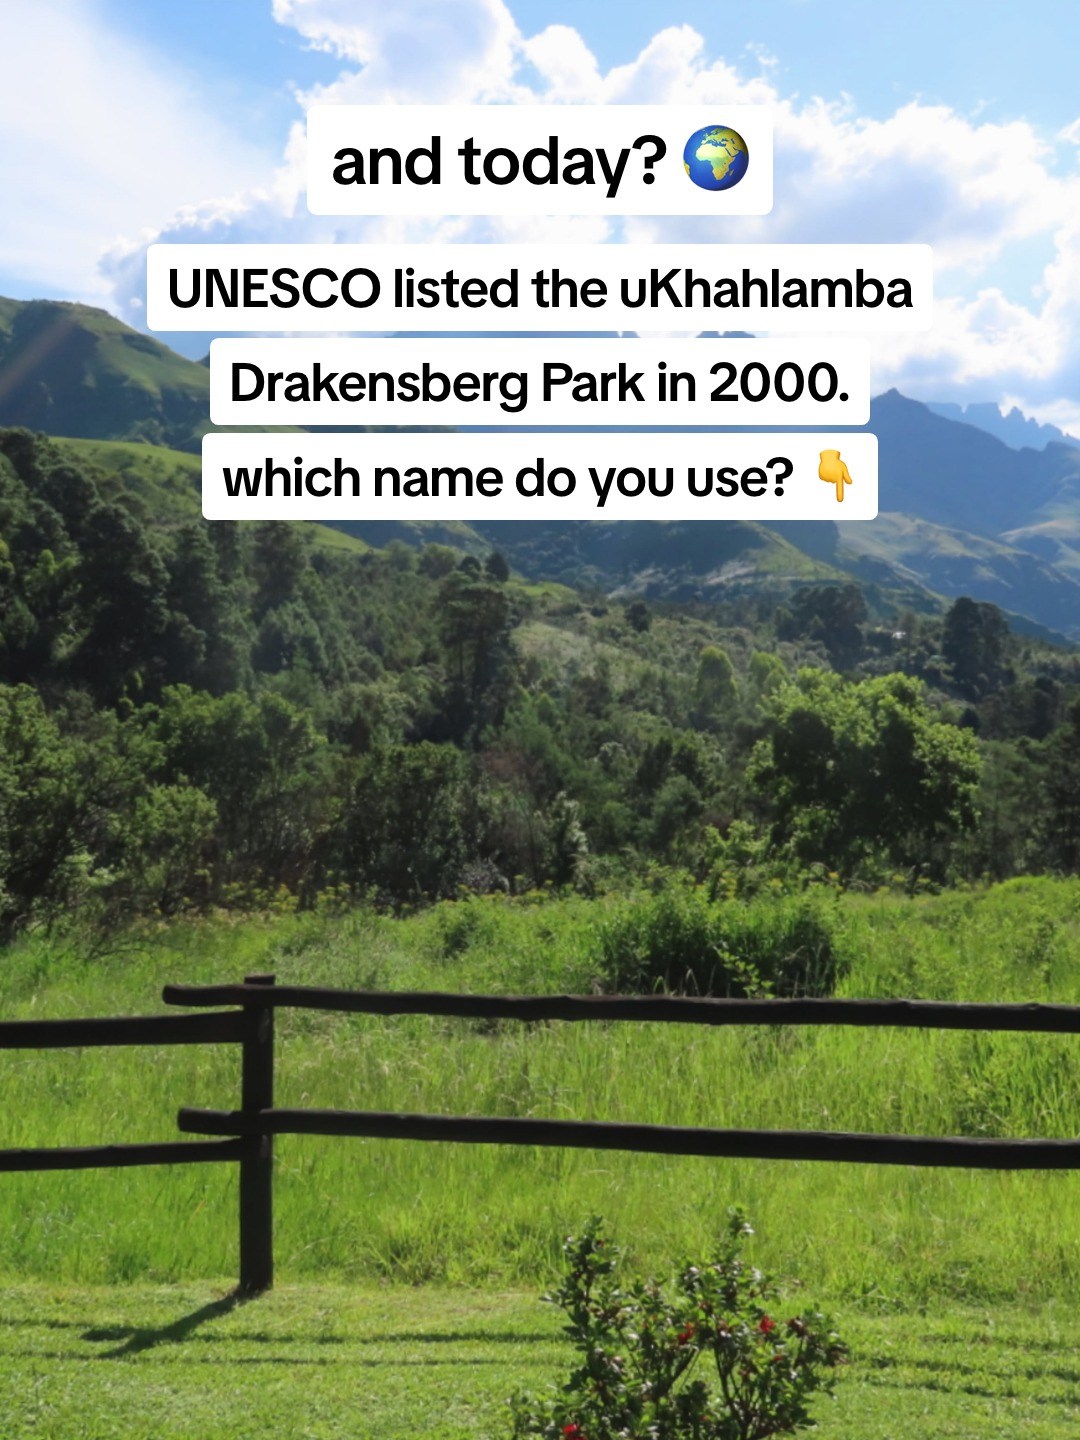 and today? 🌍
UNESCO listed the uKhahlamba
Drakensberg Park in 2000.
which name do you use? 👇